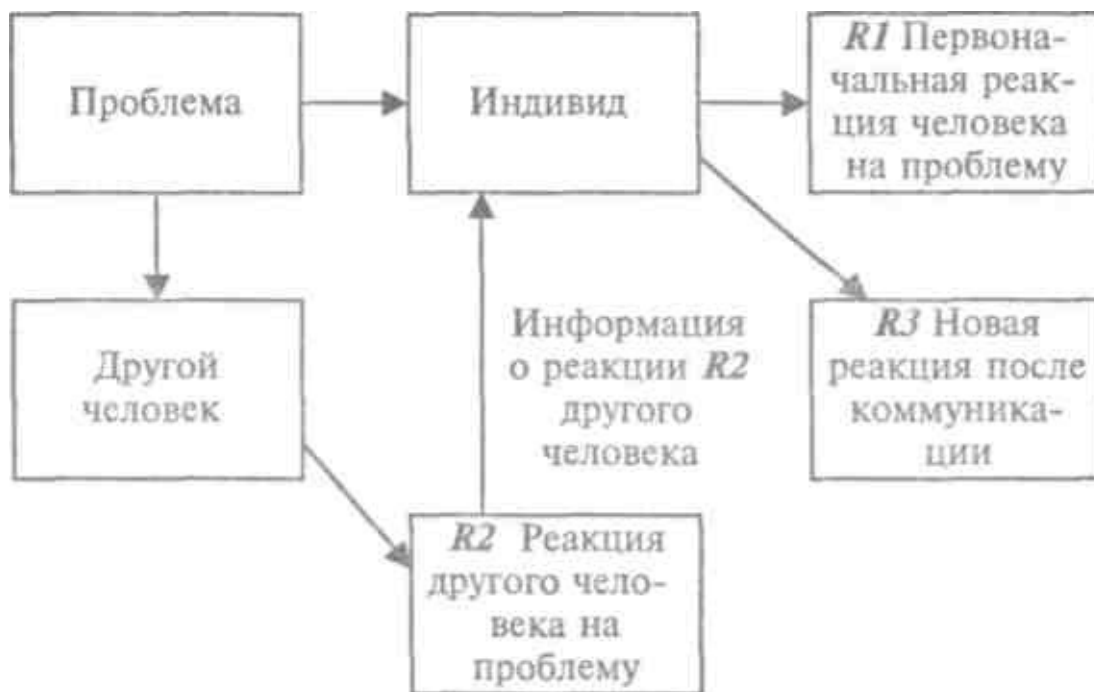 Проблема
Индивид
R1 Первона-
чальная реак-
ция человека
на проблему
Другой
человек
Информация
о реакции R2
другого
человека
R3 Новая
реакция после
коммуника-
ции
R2 Реакция
другого чело-
века на
проблему